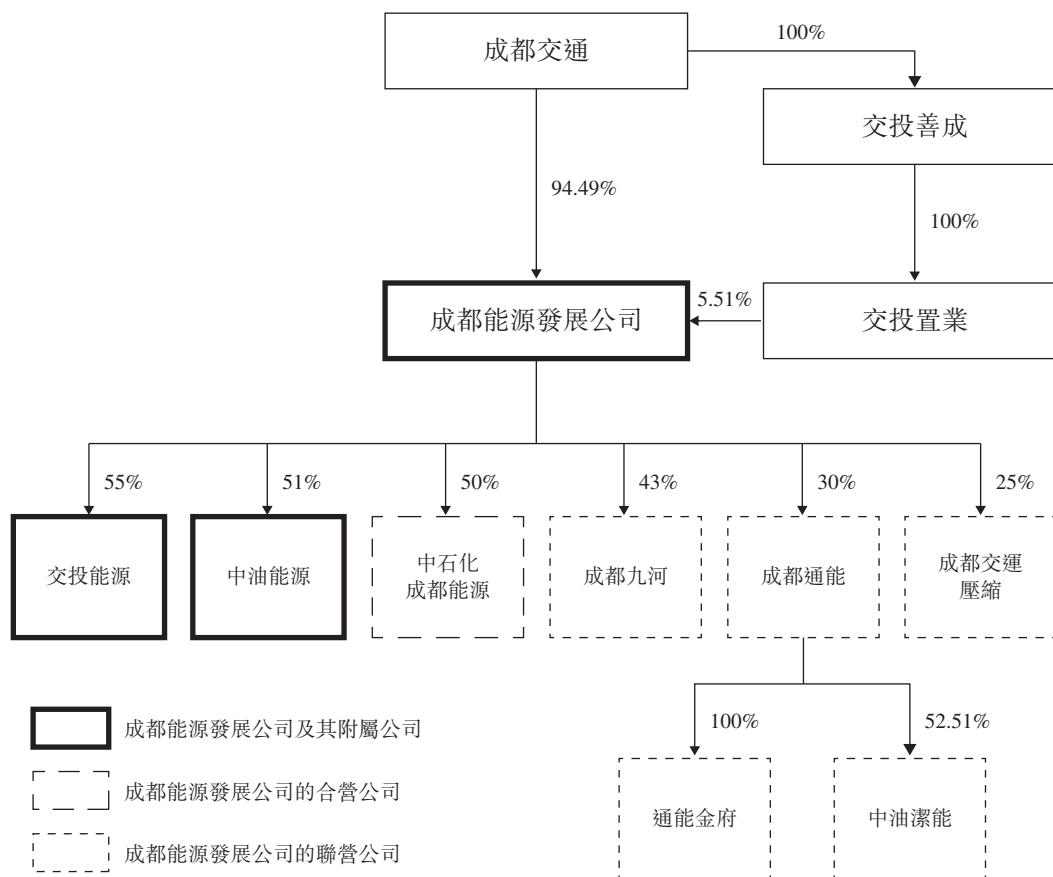 成都交通
100%
交投善成
94.49%
100%
成都能源發展公司
5.51%
交投置業
55%
51%
50%
43%
30%
25%
交投能源
中油能源
中石化
成都能源
成都九河
成都通能
成都交運
壓縮
成都能源發展公司及其附屬公司
成都能源發展公司的合營公司
成都能源發展公司的聯營公司
100%
52.51%
通能金府
中油潔能